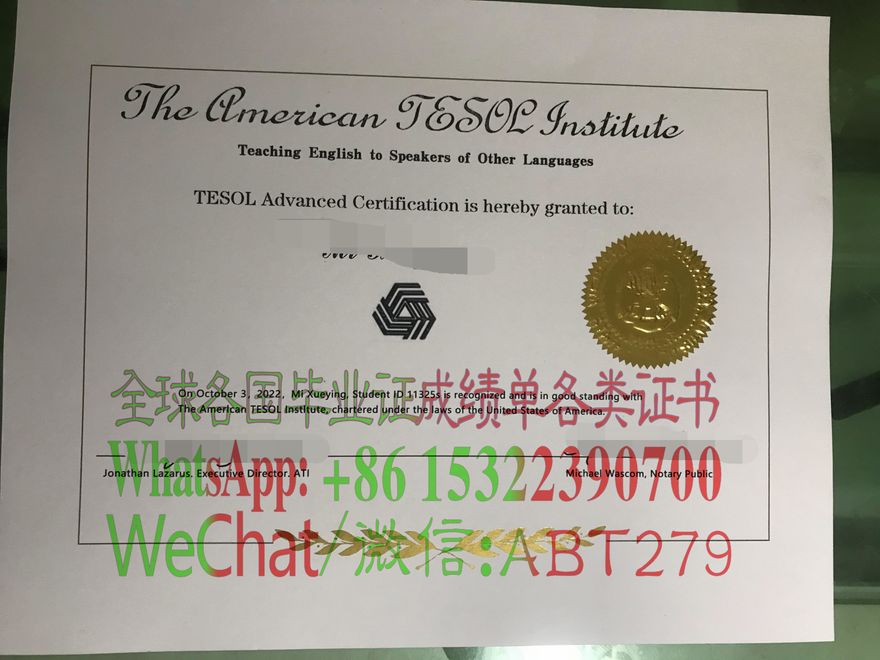 The American TESOL Institute
Teaching English to Speakers of Other Languages
TESOL Advanced Certification is hereby granted to:
全球各国毕业证成绩单各类证书
On October 3, 2022, Mi Xueying, Student ID 11325s is recognized and is in good standing with
The American TESOL Institute, chartered under the laws of the United States of America.
WhatsApp: +86 15322390700
Jonathan Lazarus. Executive Director. ATI
Michael Wascom, Notary Public
WeChat/微信:ABT279